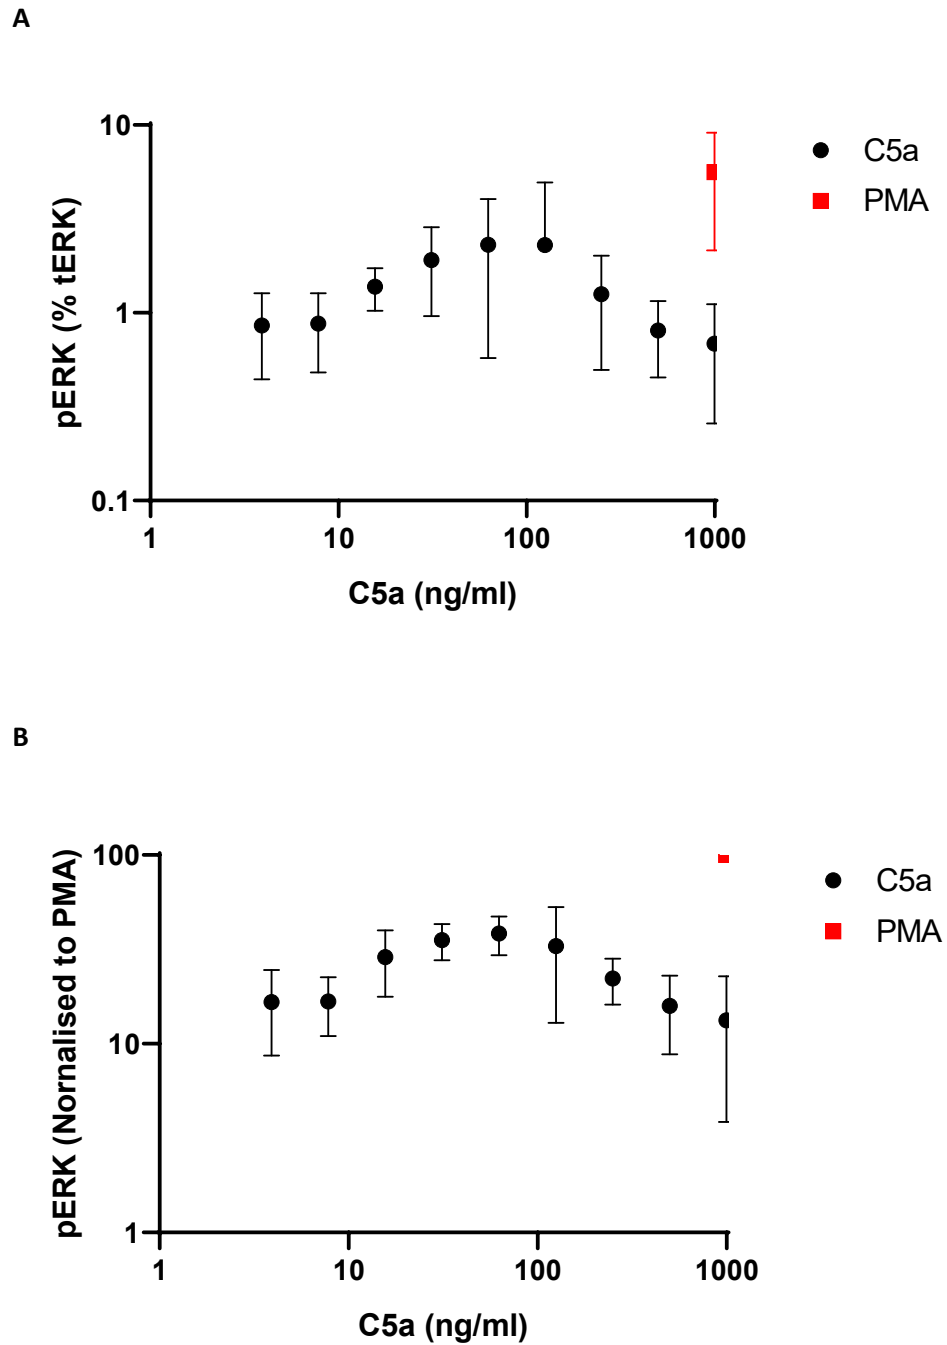 A
10
1
0.1
pERK (% tERK)
1 10 100 1000
C5a (ng/ml)
C5a
PMA
B
100
10
1
pERK (Nornalised to PMA)
1 10 100 1000
C5a (ng/ml)
C5a
PMA